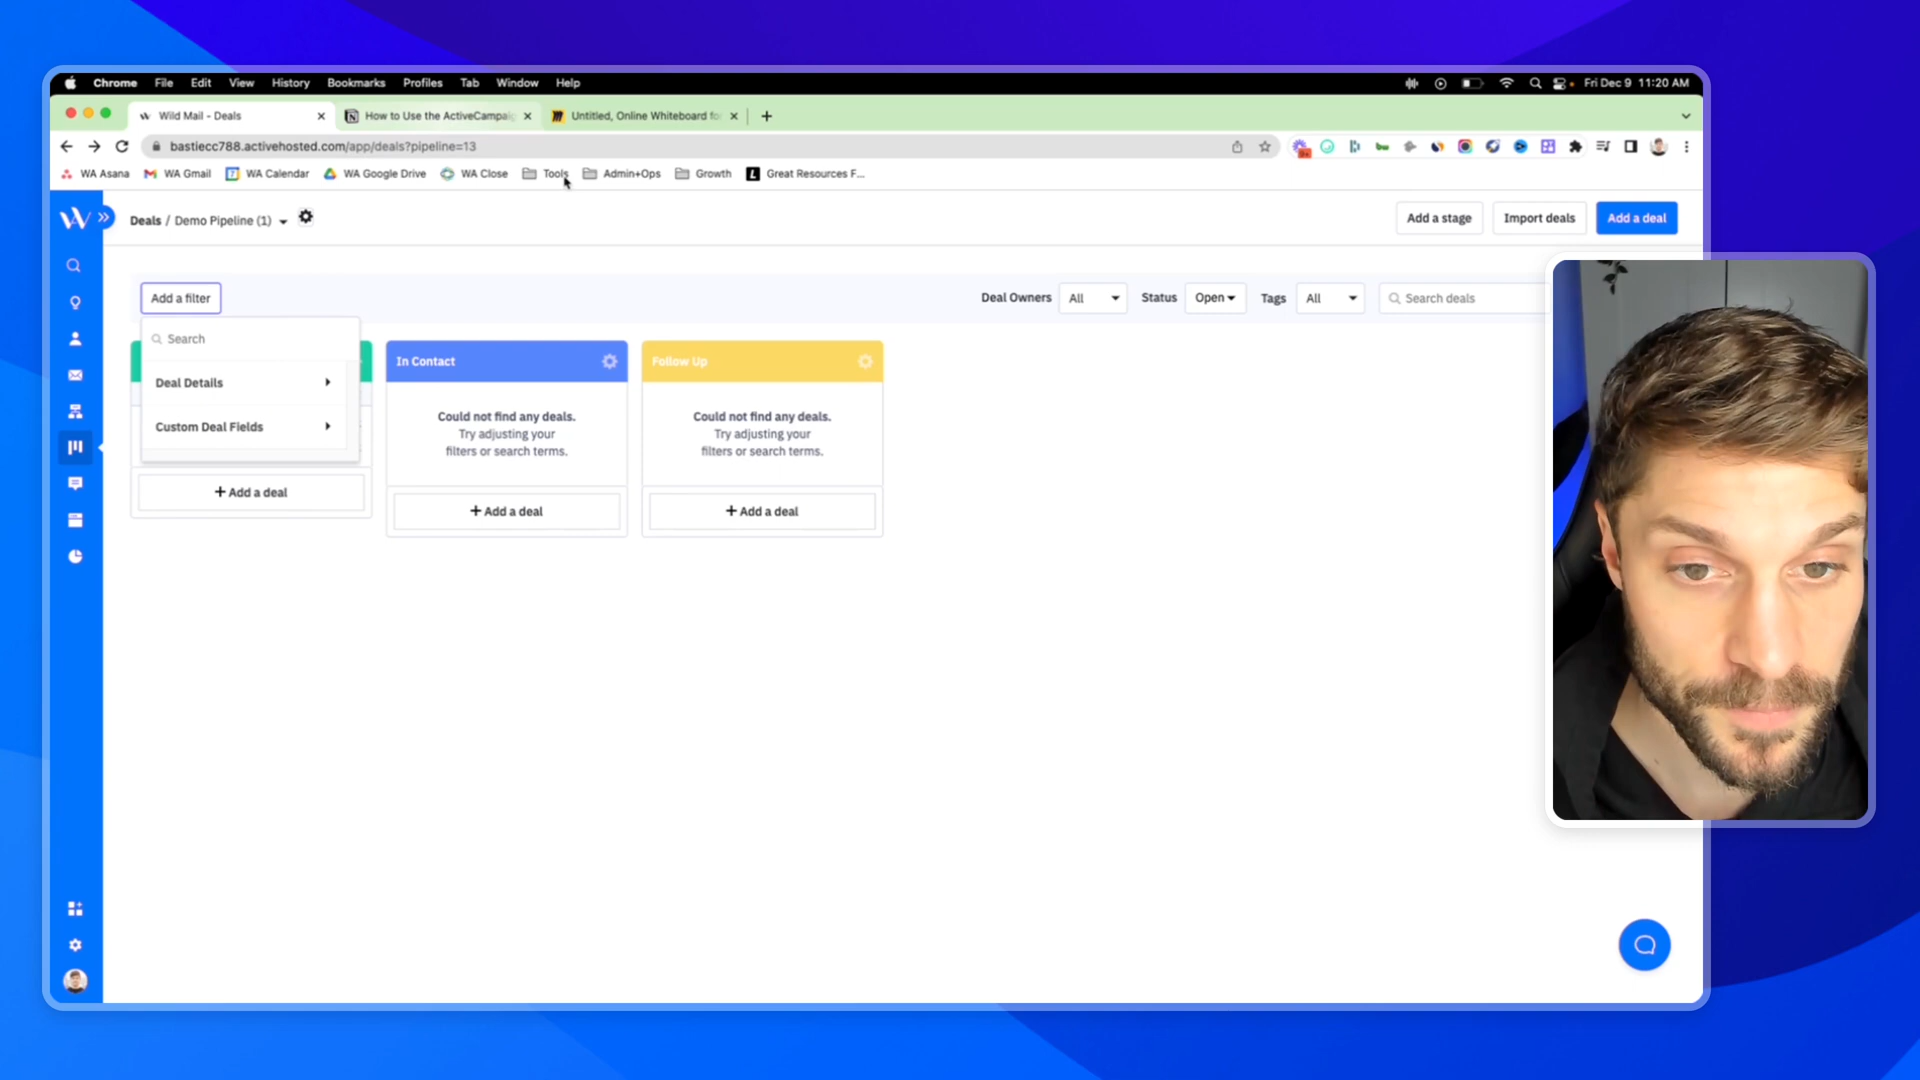 Chrome File Edit View History Bookmarks Profiles Tab Window Help Fri Dec 9 11:20 AM
Wild Mail - Deals How to Use the ActiveCampaig Untitled, Online Whiteboard for
bastiecc788.activehosted.com/app/deals?pipeline=13
WA Asana WA Gmail WA Calendar WA Google Drive WA Close Tools Admin+Ops Growth Great Resources F...
Deals / Demo Pipeline (1) Add a stage Import deals Add a deal
Add a filter Deal Owners All Status Open Tags All Search deals
Search
In Contact Follow Up
Deal Details
Could not find any deals. Could not find any deals.
Custom Deal Fields Try adjusting your Try adjusting your
filters or search terms. filters or search terms.
+ Add a deal
+ Add a deal + Add a deal